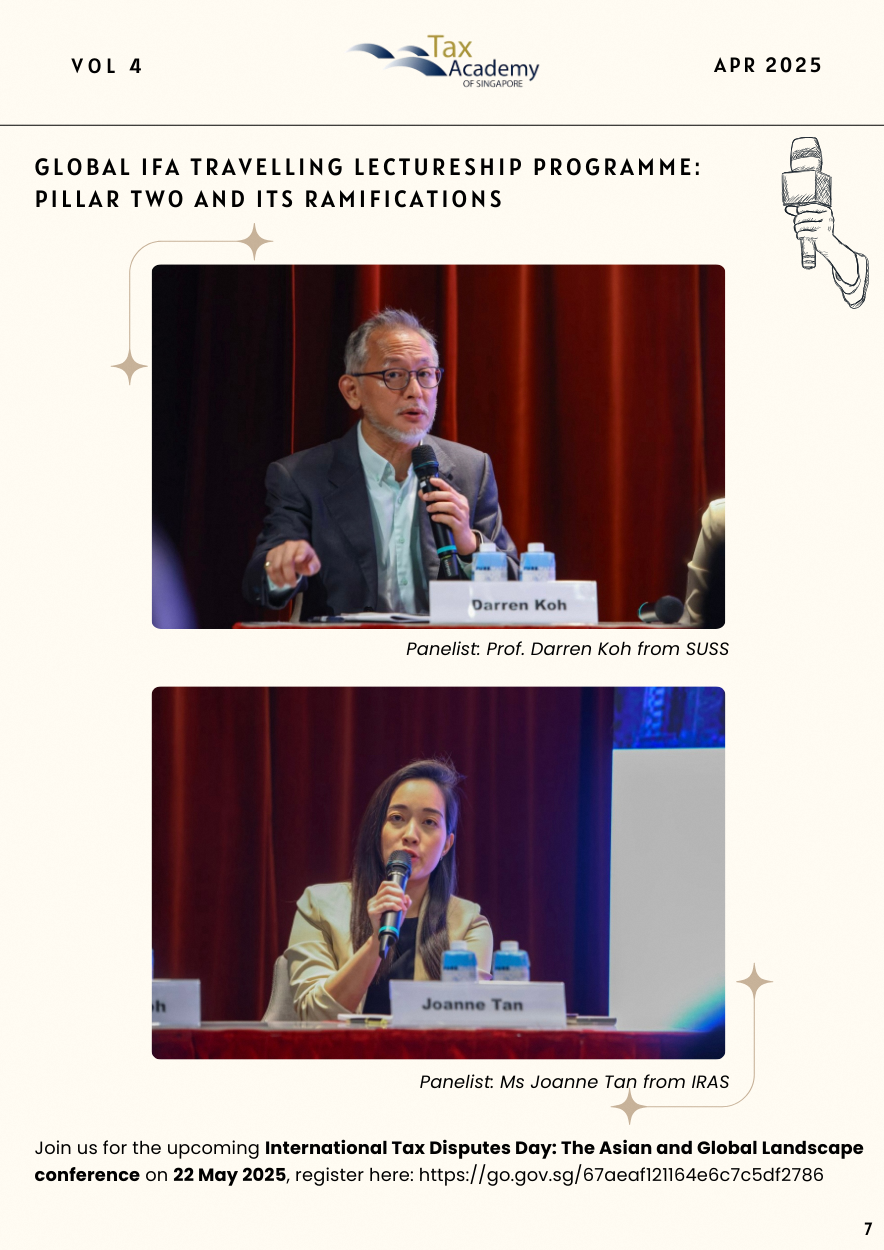 VOL 4
Tax
Academy
OF SINGAPORE
APR 2025
GLOBAL IFA TRAVELLING LECTURESHIP PROGRAMME:
PILLAR TWO AND ITS RAMIFICATIONS
Darren Koh
Panelist: Prof. Darren Koh from SUSS
oh
Joanne Tan
Panelist: Ms Joanne Tan from IRAS
Join us for the upcoming International Tax Disputes Day: The Asian and Global Landscape
conference on 22 May 2025, register here: https://go.gov.sg/67aeaf121164e6c7c5df2786
7